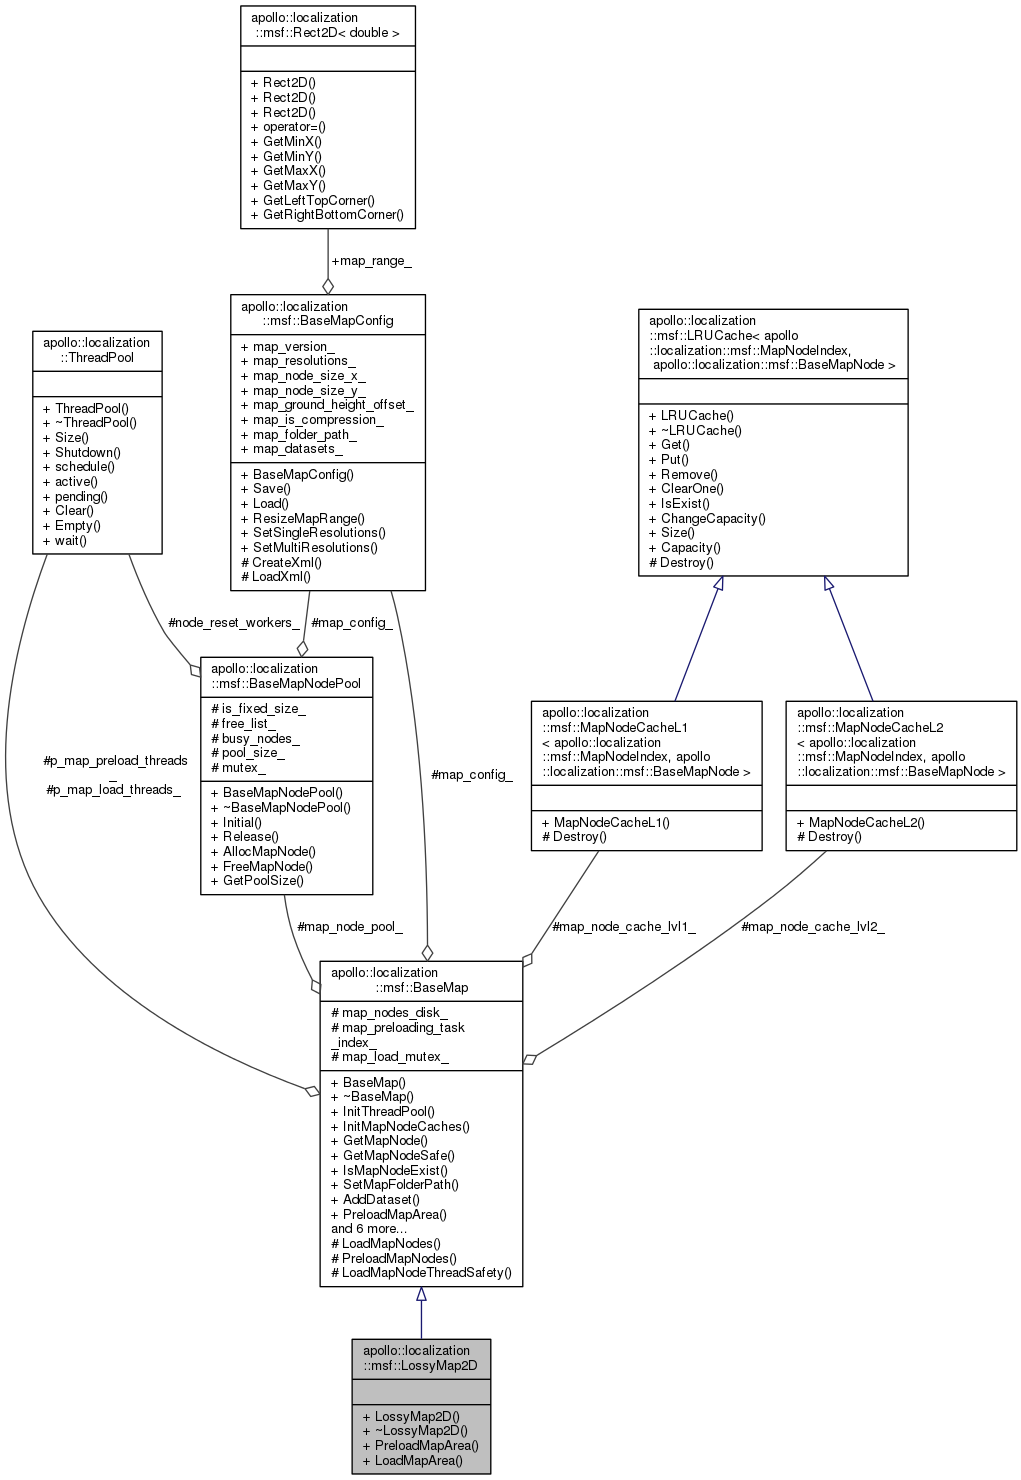 apollo::localization
::msf::Rect2D< double >
+ Rect2D()
+ Rect2D()
+ Rect2D()
+ operator=()
+ GetMinX()
+ GetMinY()
+ GetMaxX()
+ GetMaxY()
+ GetLeftTopCorner()
+ GetRightBottomCorner()
+map_range_
apollo::localization
::msf::BaseMapConfig
+ map_version_
+ map_resolutions_
+ map_node_size_x_
+ map_node_size_y_
+ map_ground_height_offset_
+ map_is_compression_
+ map_folder_path_
+ map_datasets_
+ BaseMapConfig()
+ Save()
+ Load()
+ ResizeMapRange()
+ SetSingleResolutions()
+ SetMultiResolutions()
# CreateXml()
# LoadXml()
apollo::localization
::ThreadPool
+ ThreadPool()
+ ~ThreadPool()
+ Size()
+ Shutdown()
+ schedule()
+ active()
+ pending()
+ Clear()
+ Empty()
+ wait()
apollo::localization
::msf::LRUCache< apollo
::localization::msf::MapNodeIndex,
apollo::localization::msf::BaseMapNode >
+ LRUCache()
+ ~LRUCache()
+ Get()
+ Put()
+ Remove()
+ ClearOne()
+ IsExist()
+ ChangeCapacity()
+ Size()
+ Capacity()
# Destroy()
#node_reset_workers_
#map_config_
apollo::localization
::msf::BaseMapNodePool
# is_fixed_size_
# free_list_
# busy_nodes_
# pool_size_
# mutex_
+ BaseMapNodePool()
+ ~BaseMapNodePool()
+ Initial()
+ Release()
+ AllocMapNode()
+ FreeMapNode()
+ GetPoolSize()
#p_map_preload_threads
_
#p_map_load_threads_
#map_config_
apollo::localization
::msf::MapNodeCacheL1
< apollo::localization
::msf::MapNodeIndex, apollo
::localization::msf::BaseMapNode >
+ MapNodeCacheL1()
# Destroy()
apollo::localization
::msf::MapNodeCacheL2
< apollo::localization
::msf::MapNodeIndex, apollo
::localization::msf::BaseMapNode >
+ MapNodeCacheL2()
# Destroy()
#map_node_pool_
#map_node_cache_lvl1_
#map_node_cache_lvl2_
apollo::localization
::msf::BaseMap
# map_nodes_disk_
# map_preloading_task
_index_
# map_load_mutex_
+ BaseMap()
+ ~BaseMap()
+ InitThreadPool()
+ InitMapNodeCaches()
+ GetMapNode()
+ GetMapNodeSafe()
+ IsMapNodeExist()
+ SetMapFolderPath()
+ AddDataset()
+ PreloadMapArea()
and 6 more...
# LoadMapNodes()
# PreloadMapNodes()
# LoadMapNodeThreadSafety()
apollo::localization
::msf::LossyMap2D
+ LossyMap2D()
+ ~LossyMap2D()
+ PreloadMapArea()
+ LoadMapArea()